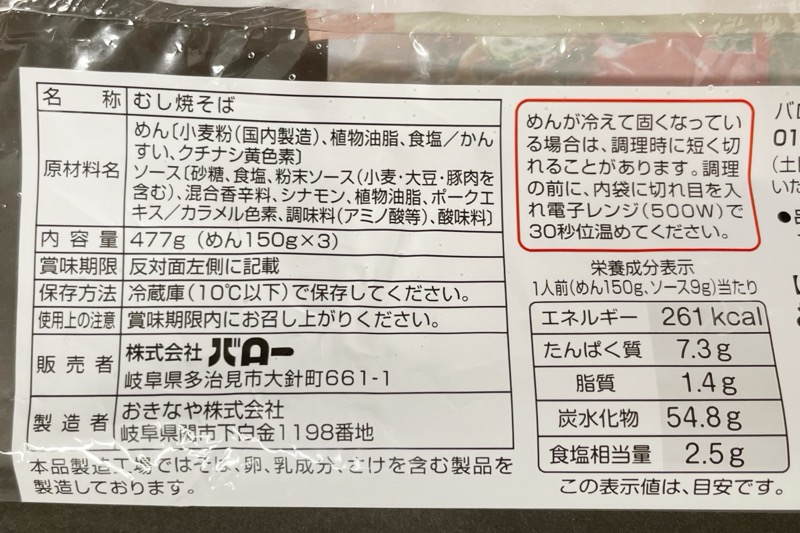 名称 むし焼そば
原材料名 めん〔小麦粉（国内製造）、植物油脂、食塩／かん
すい、クチナシ黄色素〕
ソース〔砂糖、食塩、粉末ソース（小麦・大豆・豚肉を
含む）、混合香辛料、シナモン、植物油脂、ポークエ
キス／カラメル色素、調味料（アミノ酸等）、酸味料〕
内容量 477g（めん150g×3）
賞味期限 反対面左側に記載
保存方法 冷蔵庫（10℃以下）で保存してください。
使用上の注意 賞味期限内にお召し上がりください。
販売者 株式会社バロー
岐阜県多治見市大針町661-1
製造者 おきなや株式会社
岐阜県関市下白金1198番地
本品製造工場ではそば、卵、乳成分、さけを含む製品を
製造しております。
めんが冷えて固くなってい
る場合は、調理時に短く切
れることがあります。調理
の前に、内袋に切れ目を入
れ電子レンジ（500W）で
30秒位温めてください。
栄養成分表示
1人前（めん150g、ソース9g）当たり
エネルギー 261kcal
たんぱく質 7.3g
脂質 1.4g
炭水化物 54.8g
食塩相当量 2.5g
この表示値は、目安です。
バロ
01
（土
いた